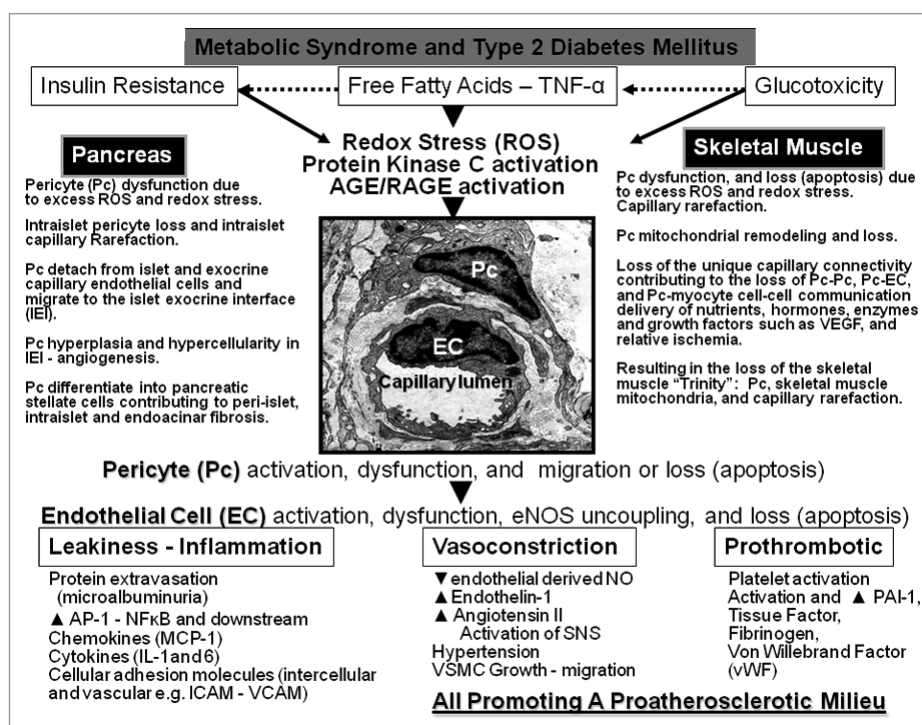 Metabolic Syndrome and Type 2 Diabetes Mellitus
Insulin Resistance
Free Fatty Acids – TNF-α
Glucotoxicity
Redox Stress (ROS)
Protein Kinase C activation
AGE/RAGE activation
Pancreas
Pericyte (Pc) dysfunction due
to excess ROS and redox stress.
Intraislet pericyte loss and intraislet
capillary Rarefaction.
Pc detach from islet and exocrine
capillary endothelial cells and
migrate to the islet exocrine interface
(IEI).
Pc hyperplasia and hypercellularity in
IEI - angiogenesis.
Pc differentiate into pancreatic
stellate cells contributing to peri-islet,
intraislet and endoacinar fibrosis.
Pc
EC
Capillary lumen
Skeletal Muscle
Pc dysfunction, and loss (apoptosis) due
to excess ROS and redox stress.
Capillary rarefaction.
Pc mitochondrial remodeling and loss.
Loss of the unique capillary connectivity
contributing to the loss of Pc-Pc, Pc-EC,
and Pc-myocyte cell-cell communication
delivery of nutrients, hormones, enzymes
and growth factors such as VEGF, and
relative ischemia.
Resulting in the loss of the skeletal
muscle “Trinity”: Pc, skeletal muscle
mitochondria, and capillary rarefaction.
Pericyte (Pc) activation, dysfunction, and migration or loss (apoptosis)
Endothelial Cell (EC) activation, dysfunction, eNOS uncoupling, and loss (apoptosis)
Leakiness - Inflammation
Protein extravasation
(microalbuminuria)
▲ AP-1 - NFκB and downstream
Chemokines (MCP-1)
Cytokines (IL-1and 6)
Cellular adhesion molecules (intercellular
and vascular e.g. ICAM - VCAM)
Vasoconstriction
▼ endothelial derived NO
▲ Endothelin-1
▲ Angiotensin II
Activation of SNS
Hypertension
VSMC Growth - migration
Prothrombotic
Platelet activation
Activation and ▲ PAI-1,
Tissue Factor,
Fibrinogen,
Von Willebrand Factor
(vWF)
All Promoting A Proatherosclerotic Milieu